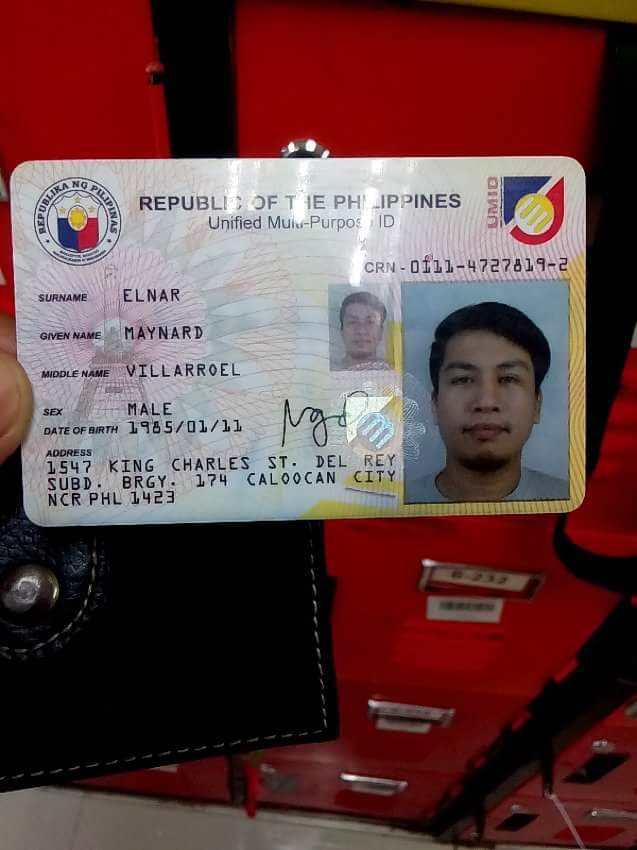 REPUBLIKA NG PILIPINAS
REPUBLIC OF THE PHILIPPINES
Unified Multi-Purpose ID
UMID
CRN - 0111-4727819-2
SURNAME ELNAR
GIVEN NAME MAYNARD
MIDDLE NAME VILLARROEL
SEX MALE
DATE OF BIRTH 1985/01/11
ADDRESS
1547 KING CHARLES ST. DEL REY
SUBD. BRGY. 174 CALOOCAN CITY
NCR PHL 1423
B-232